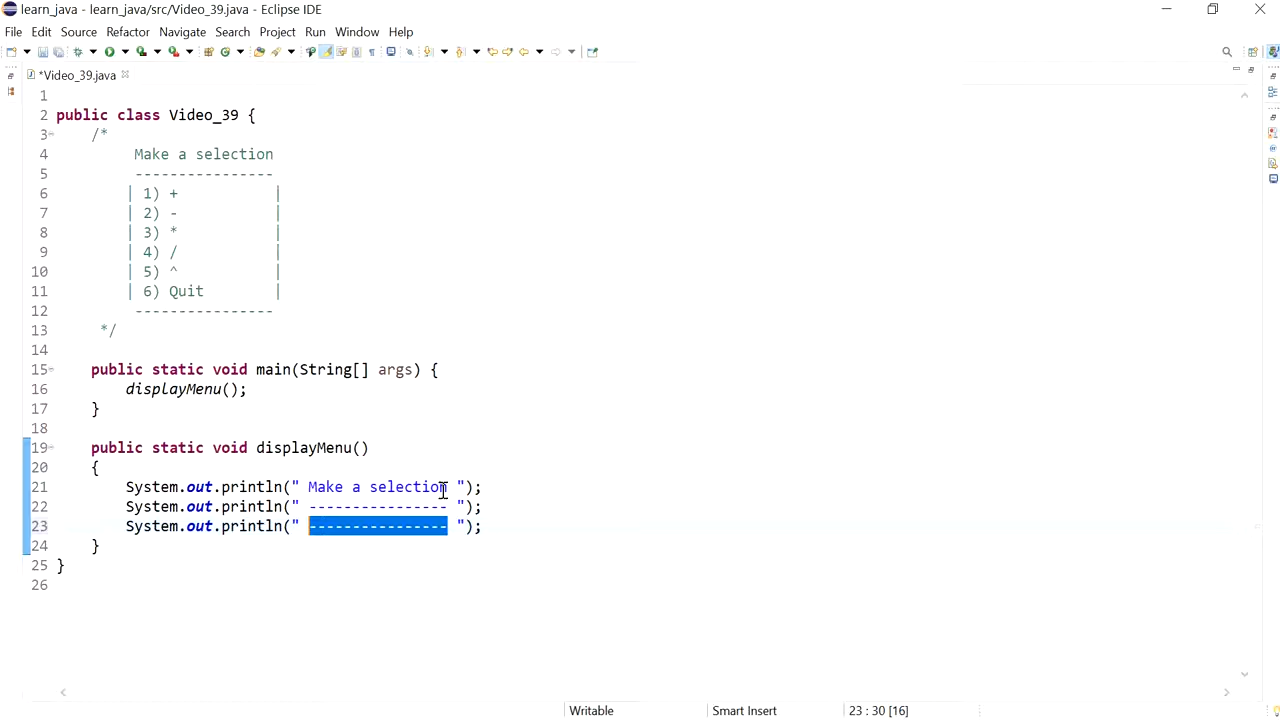 learn_java - learn_java/src/Video_39.java - Eclipse IDE
File Edit Source Refactor Navigate Search Project Run Window Help
*Video_39.java
1
2 public class Video_39 {
3 /*
4 Make a selection
5 ----------------
6 | 1) + |
7 | 2) - |
8 | 3) * |
9 | 4) / |
10 | 5) ^ |
11 | 6) Quit |
12 ----------------
13 */
14
15 public static void main(String[] args) {
16 displayMenu();
17 }
18
19 public static void displayMenu()
20 {
21 System.out.println(" Make a selection ");
22 System.out.println(" ---------------- ");
23 System.out.println(" ---------------- ");
24 }
25 }
26
Writable Smart Insert 23 : 30 [16]